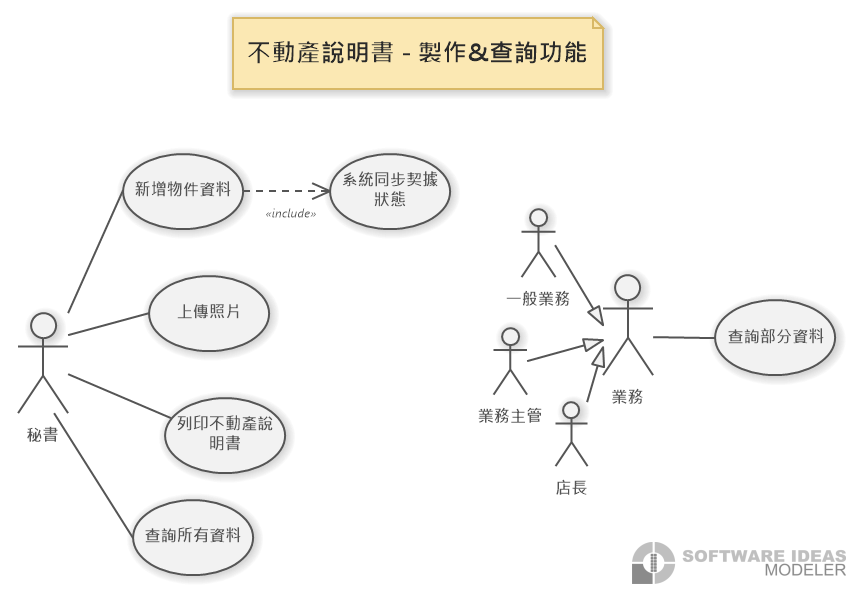 不動產說明書 - 製作&查詢功能
新增物件資料
«include»
系統同步契據
狀態
上傳照片
列印不動產說
明書
查詢所有資料
秘書
一般業務
業務主管
店長
業務
查詢部分資料
SOFTWARE IDEAS
MODELER